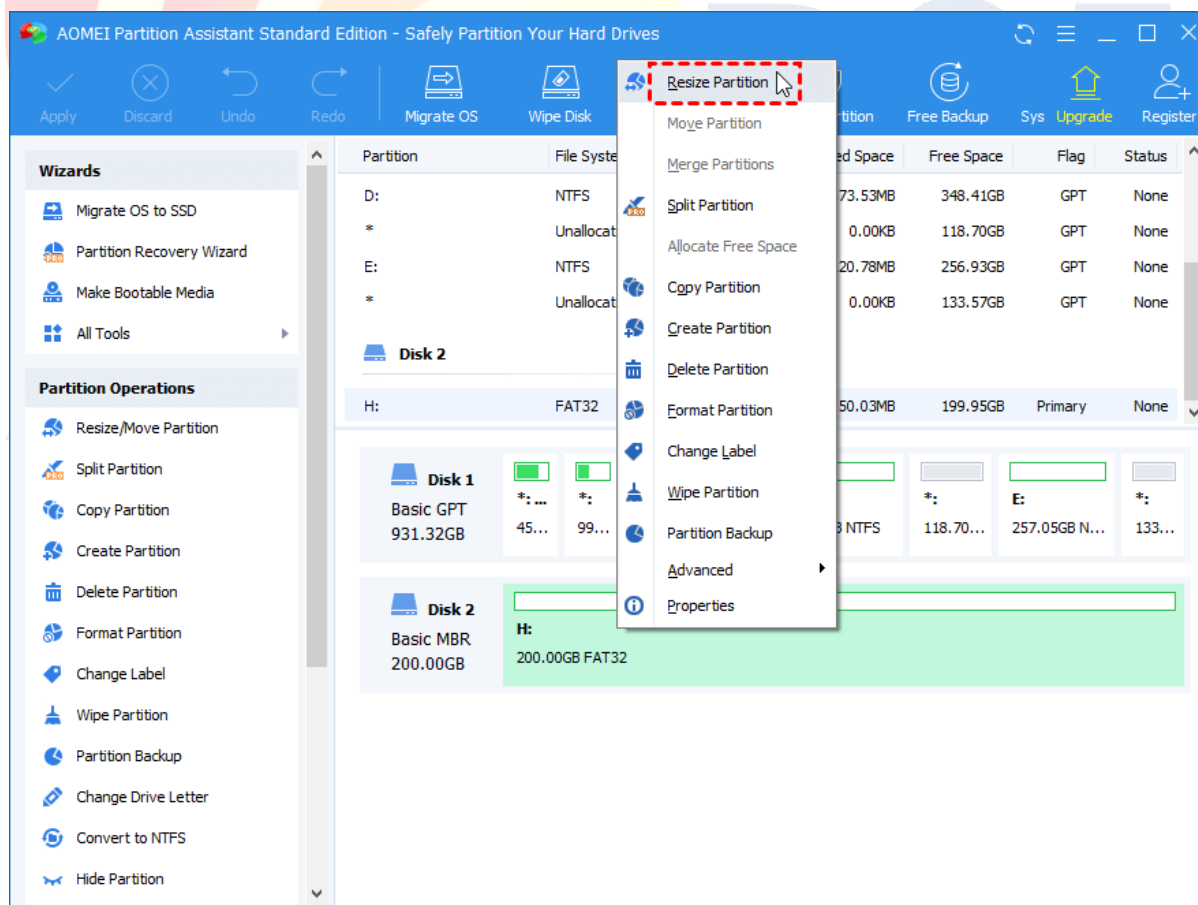 AOMEI Partition Assistant Standard Edition - Safely Partition Your Hard Drives
Apply Discard Undo Redo Migrate OS Wipe Disk Free Backup Sys Upgrade Register
Wizards
Migrate OS to SSD
Partition Recovery Wizard
Make Bootable Media
All Tools
Partition Operations
Resize/Move Partition
Split Partition
Copy Partition
Create Partition
Delete Partition
Format Partition
Change Label
Wipe Partition
Partition Backup
Change Drive Letter
Convert to NTFS
Hide Partition
Partition Free Space Flag Status
D: NTFS 73.53MB 348.41GB GPT None
* 0.00KB 118.70GB GPT None
E: NTFS 20.78MB 256.93GB GPT None
* 0.00KB 133.57GB GPT None
Disk 2
H: FAT32 50.03MB 199.95GB Primary None
Resize Partition
Move Partition
Merge Partitions
Split Partition
Allocate Free Space
Copy Partition
Create Partition
Delete Partition
Format Partition
Change Label
Wipe Partition
Partition Backup
Advanced
Properties
Disk 1
Basic GPT
931.32GB
*: ... *: *: E: *:
45... 99... NTFS 118.70... 257.05GB N... 133...
Disk 2
Basic MBR
200.00GB
H:
200.00GB FAT32